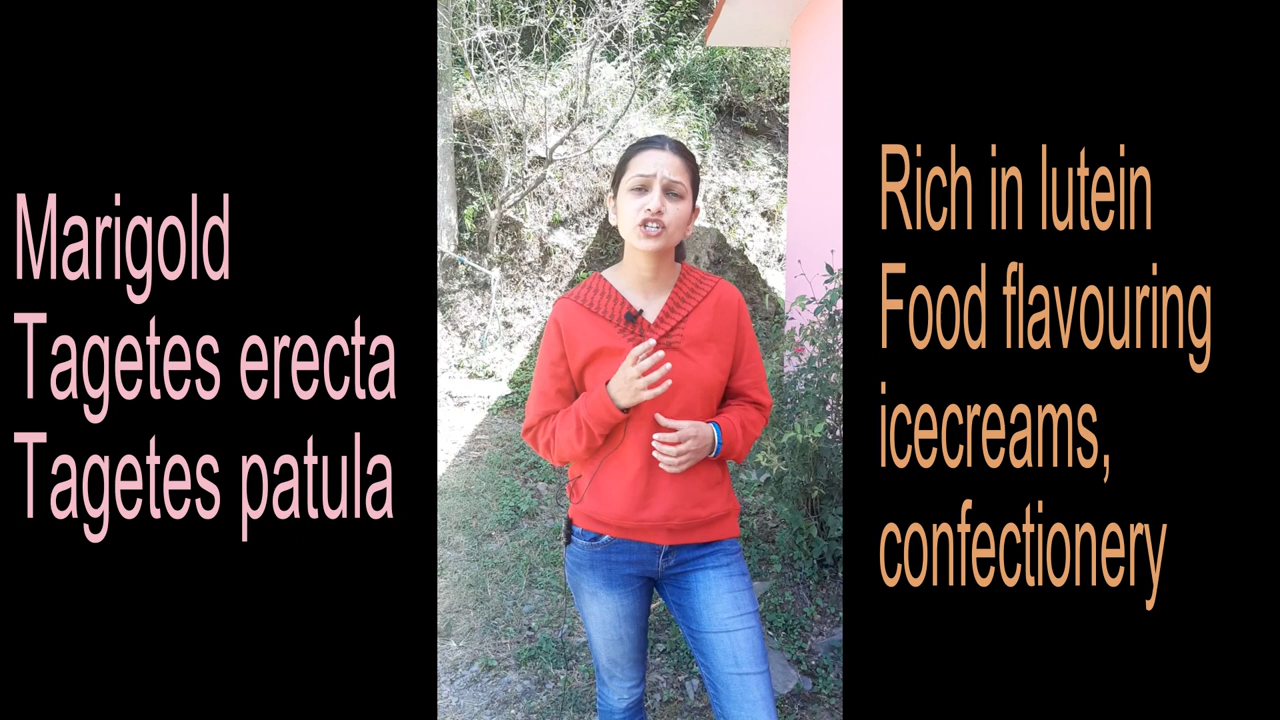 Marigold
Tagetes erecta
Tagetes patula
Rich in lutein
Food flavouring
icecreams,
confectionery